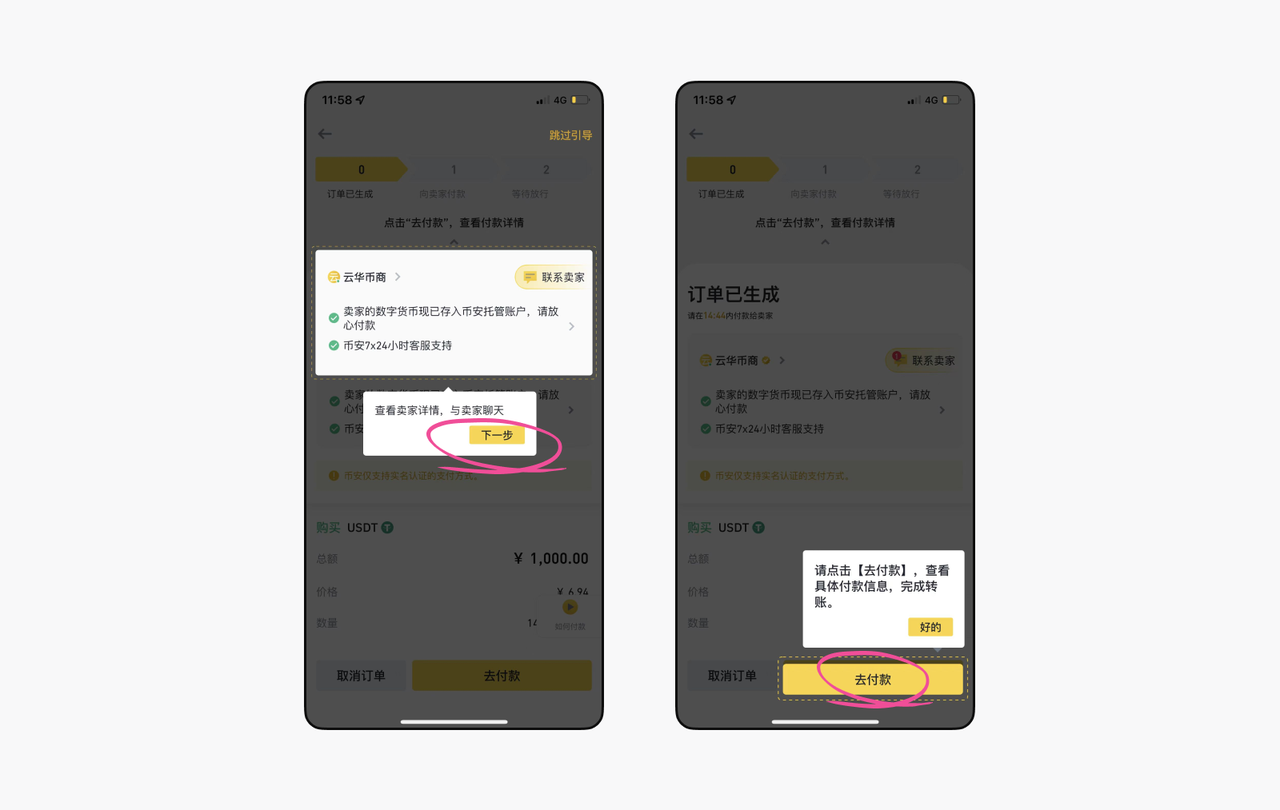 11:58
4G
跳过引导
0
1
2
订单已生成
向卖家付款
等待放行
点击“去付款”，查看付款详情
云华币商
联系卖家
卖家的数字货币现已存入币安托管账户，请放
心付款
币安7x24小时客服支持
查看卖家详情，与卖家聊天
下一步
币安仅支持实名认证的支付方式。
购买 USDT
总额
¥ 1,000.00
价格
¥ 6.94
数量
14
如何付款
取消订单
去付款
11:58
4G
0
1
2
订单已生成
向卖家付款
等待放行
点击“去付款”，查看付款详情
订单已生成
请在14:44内付款给卖家
云华币商
联系卖家
卖家的数字货币现已存入币安托管账户，请放
心付款
币安7x24小时客服支持
币安仅支持实名认证的支付方式。
购买 USDT
总额
价格
数量
请点击【去付款】，查看
具体付款信息，完成转
账。
好的
取消订单
去付款